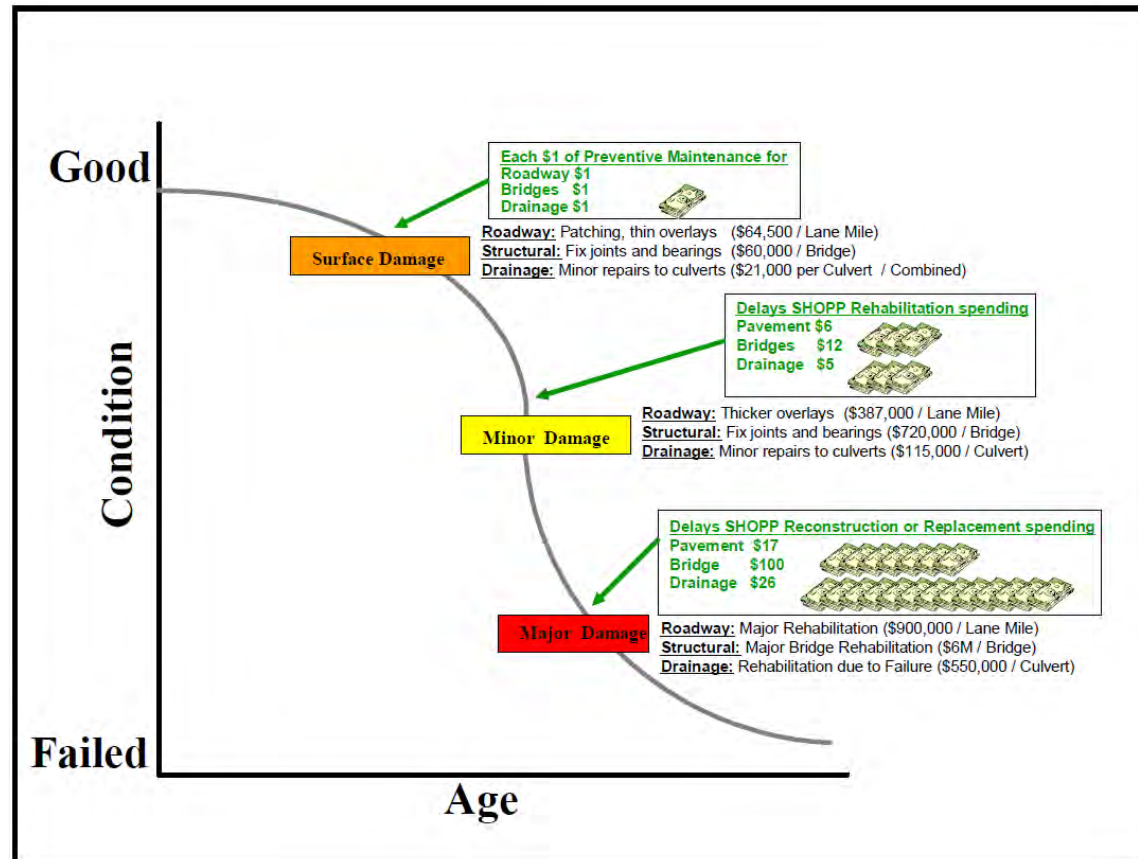 Good
Each $1 of Preventive Maintenance for
Roadway $1
Bridges $1
Drainage $1
Surface Damage
Roadway: Patching, thin overlays ($64,500 / Lane Mile)
Structural: Fix joints and bearings ($60,000 / Bridge)
Drainage: Minor repairs to culverts ($21,000 per Culvert / Combined)
Delays SHOPP Rehabilitation spending
Pavement $6
Bridges $12
Drainage $5
Condition
Minor Damage
Roadway: Thicker overlays ($387,000 / Lane Mile)
Structural: Fix joints and bearings ($720,000 / Bridge)
Drainage: Minor repairs to culverts ($115,000 / Culvert)
Delays SHOPP Reconstruction or Replacement spending
Pavement $17
Bridge $100
Drainage $26
Major Damage
Roadway: Major Rehabilitation ($900,000 / Lane Mile)
Structural: Major Bridge Rehabilitation ($6M / Bridge)
Drainage: Rehabilitation due to Failure ($550,000 / Culvert)
Failed
Age